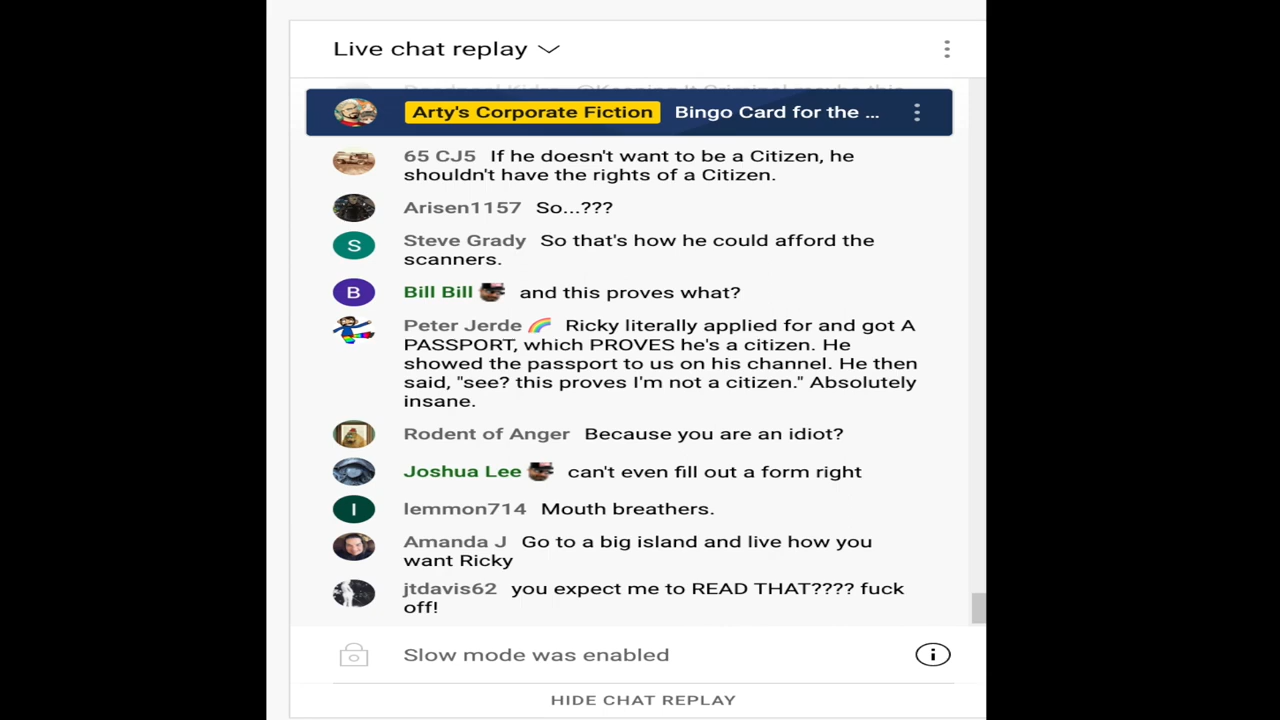 Live chat replay
Arty's Corporate Fiction Bingo Card for the ...
65 CJ5 If he doesn't want to be a Citizen, he
shouldn't have the rights of a Citizen.
Arisen1157 So...???
Steve Grady So that's how he could afford the
scanners.
Bill Bill and this proves what?
Peter Jerde 🌈 Ricky literally applied for and got A
PASSPORT, which PROVES he's a citizen. He
showed the passport to us on his channel. He then
said, "see? this proves I'm not a citizen." Absolutely
insane.
Rodent of Anger Because you are an idiot?
Joshua Lee can't even fill out a form right
lemmon714 Mouth breathers.
Amanda J Go to a big island and live how you
want Ricky
jtdavis62 you expect me to READ THAT???? fuck
off!
Slow mode was enabled
HIDE CHAT REPLAY